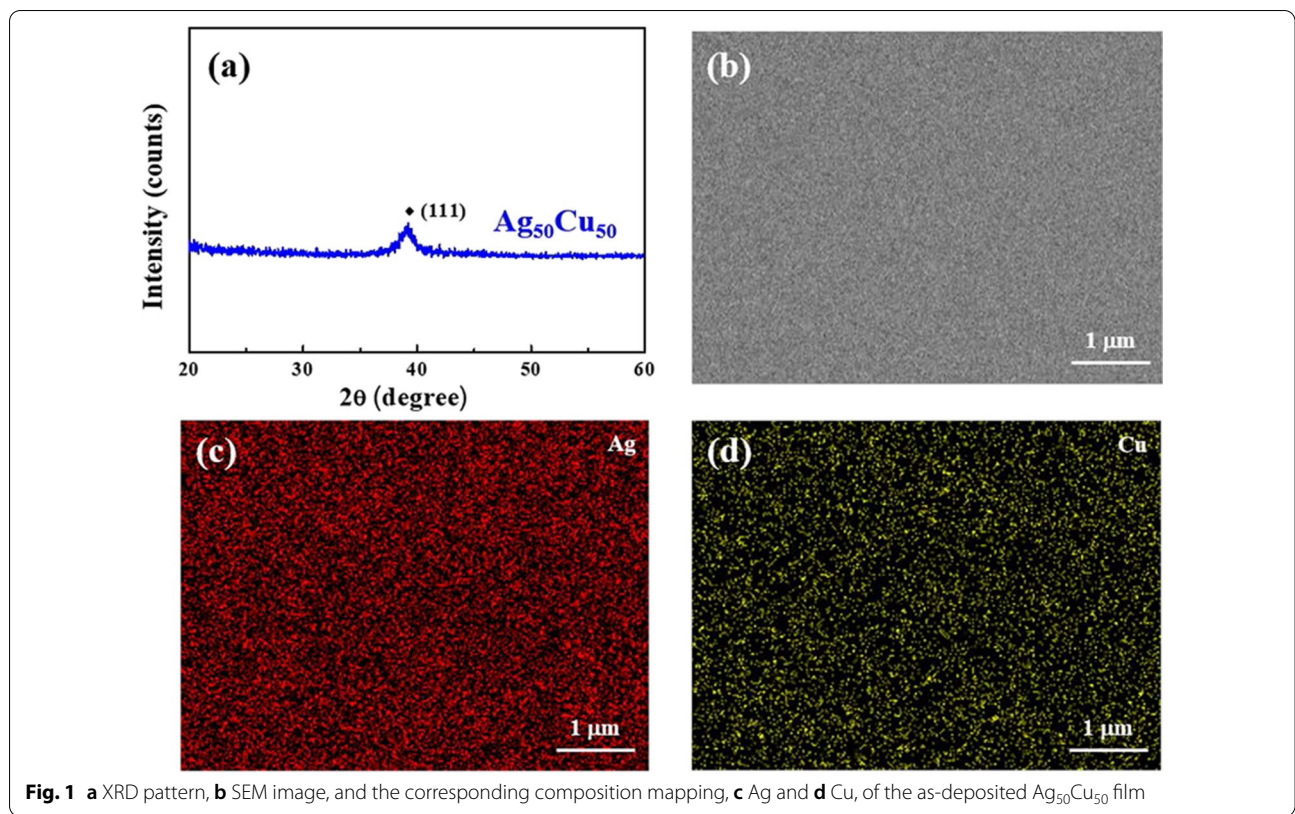 (a)
Intensity (counts)
◆ (111)
Ag₅₀Cu₅₀
20 30 40 50 60
2θ (degree)
(b)
1 μm
(c)
Ag
1 μm
(d)
Cu
1 μm
Fig. 1 a XRD pattern, b SEM image, and the corresponding composition mapping, c Ag and d Cu, of the as-deposited Ag₅₀Cu₅₀ film